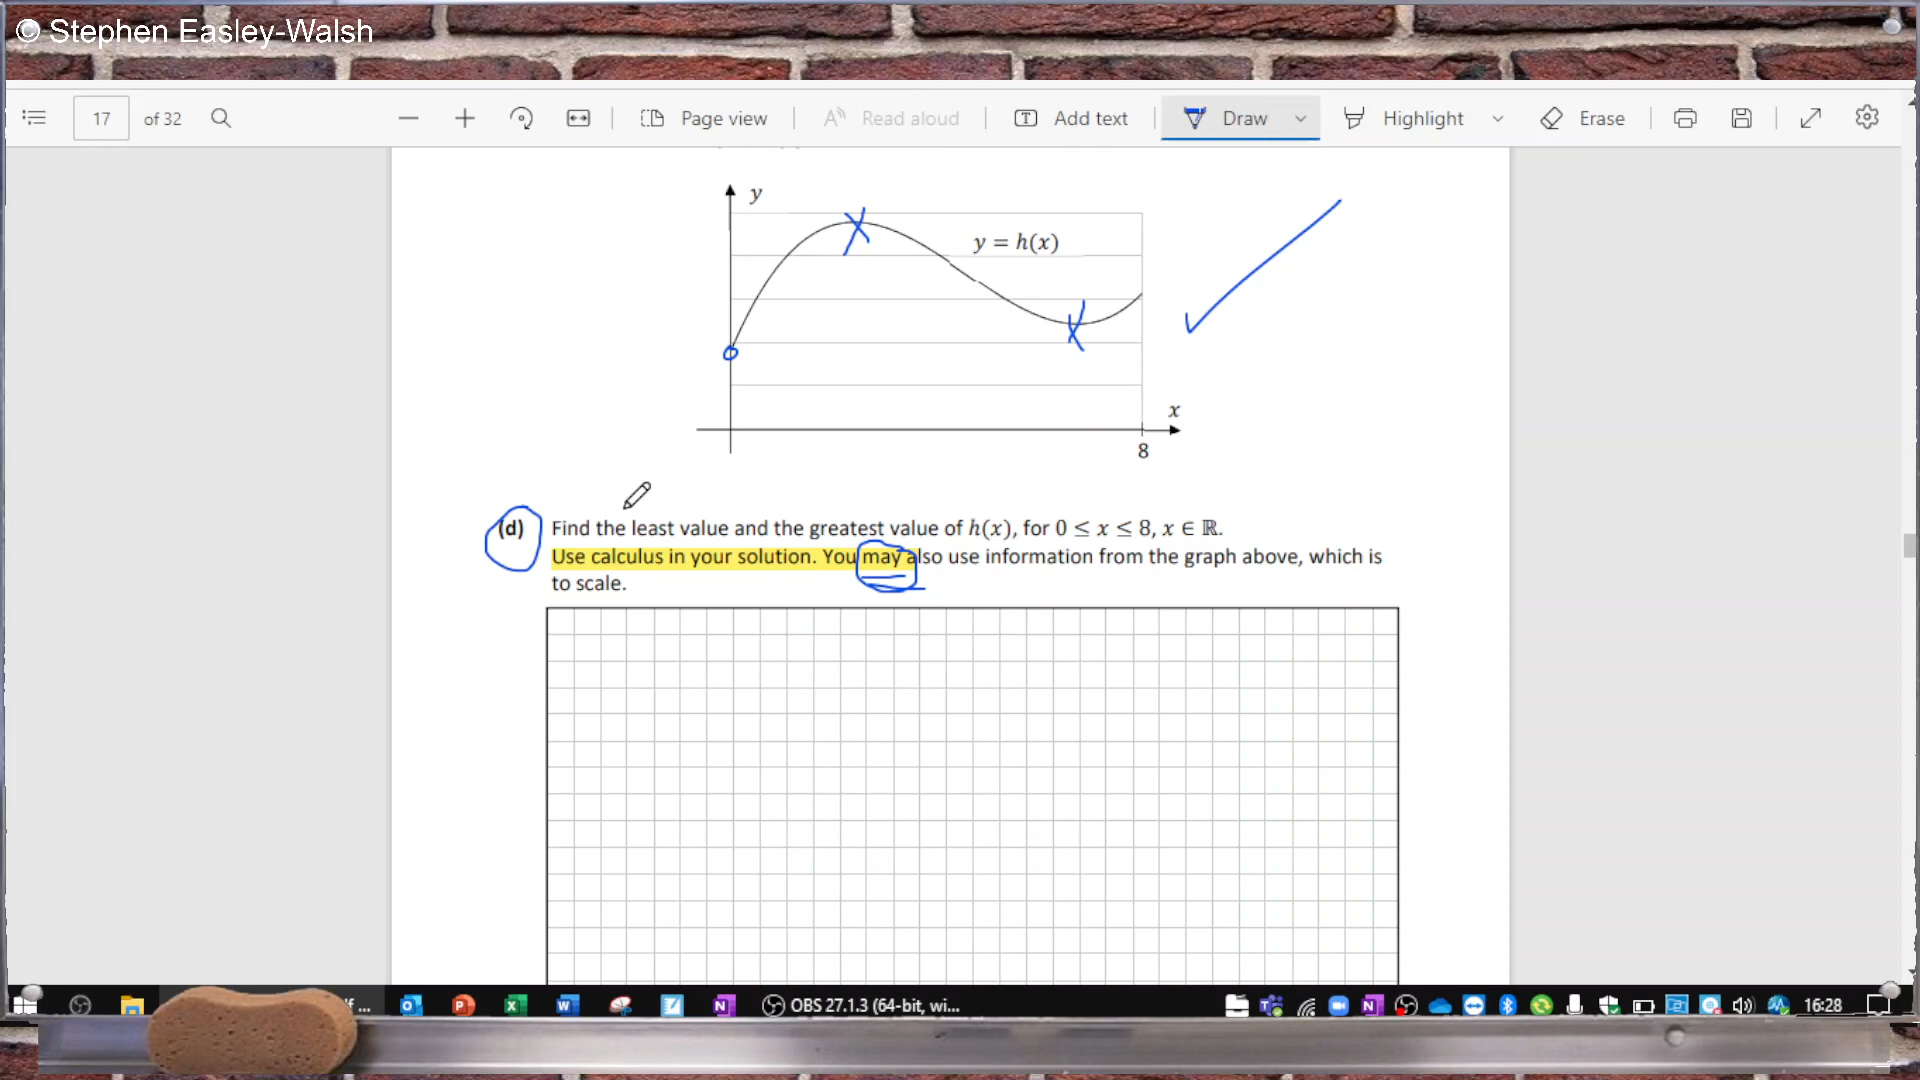 © Stephen Easley-Walsh
17 of 32 Page view Read aloud Add text Draw Highlight Erase
y
y = h(x)
x
8
(d) Find the least value and the greatest value of h(x), for 0 ≤ x ≤ 8, x ∈ ℝ.
Use calculus in your solution. You may also use information from the graph above, which is
to scale.
f ... OBS 27.1.3 (64-bit, wi... 16:28